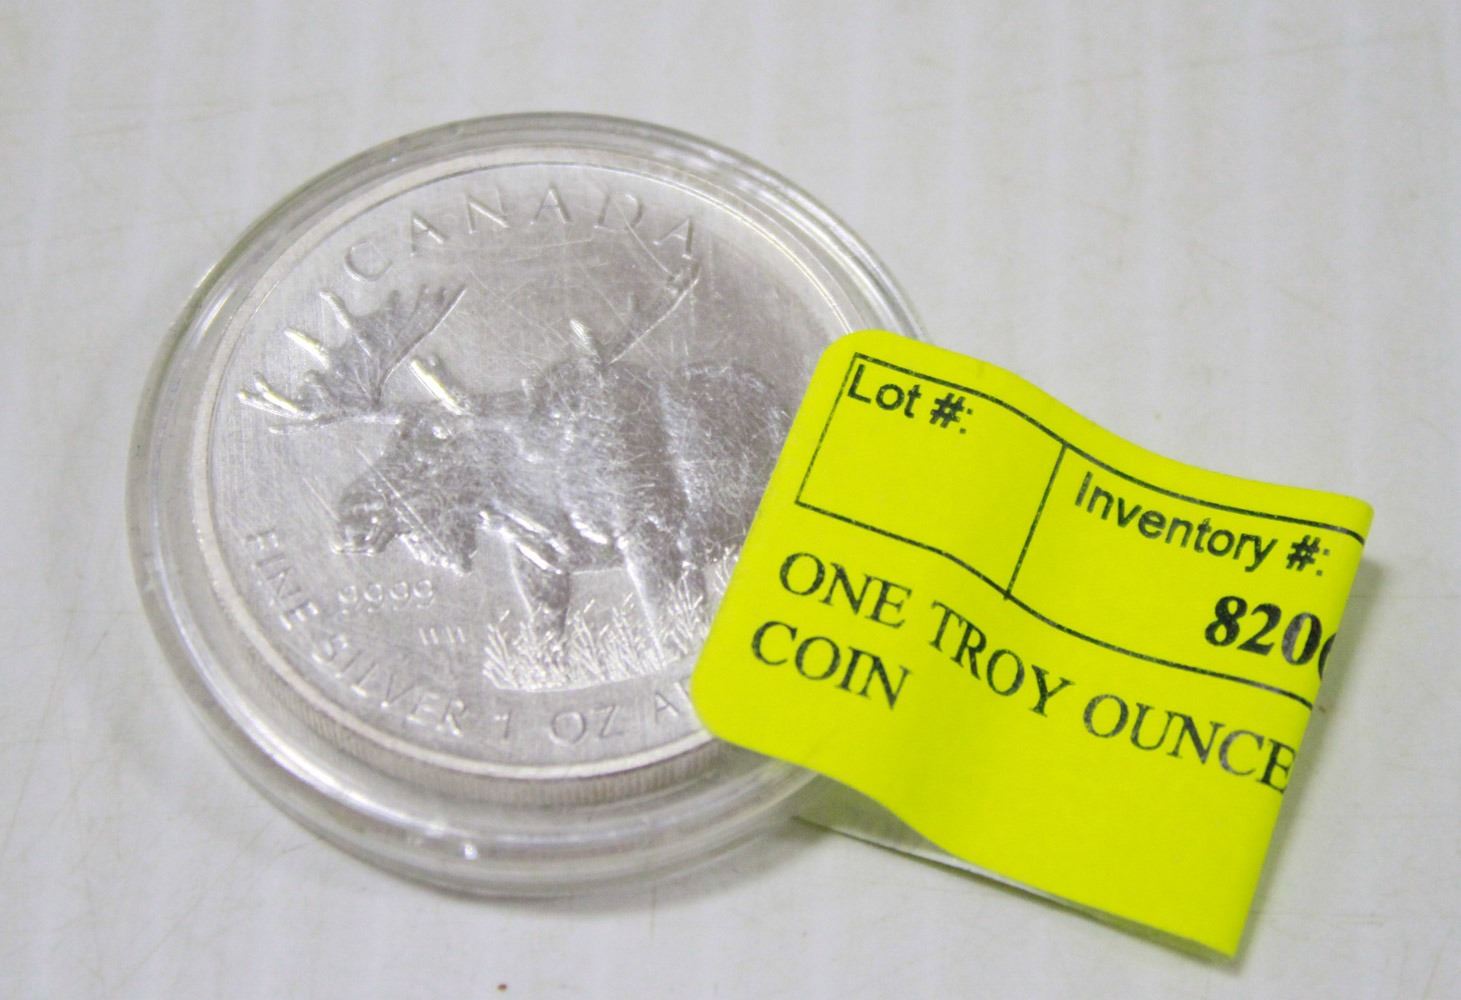 CANADA
9999
FINE SILVER 1 OZ
Lot #:
Inventory #:
820
ONE TROY OUNCE
COIN